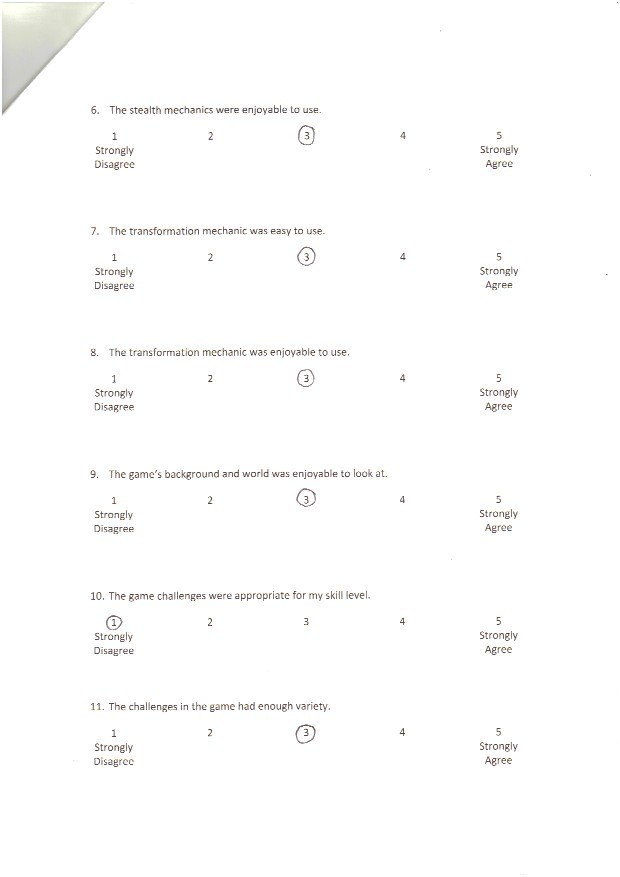 6. The stealth mechanics were enjoyable to use.
1 2 3 4 5
Strongly Strongly
Disagree Agree
7. The transformation mechanic was easy to use.
1 2 3 4 5
Strongly Strongly
Disagree Agree
8. The transformation mechanic was enjoyable to use.
1 2 3 4 5
Strongly Strongly
Disagree Agree
9. The game's background and world was enjoyable to look at.
1 2 3 4 5
Strongly Strongly
Disagree Agree
10. The game challenges were appropriate for my skill level.
1 2 3 4 5
Strongly Strongly
Disagree Agree
11. The challenges in the game had enough variety.
1 2 3 4 5
Strongly Strongly
Disagree Agree